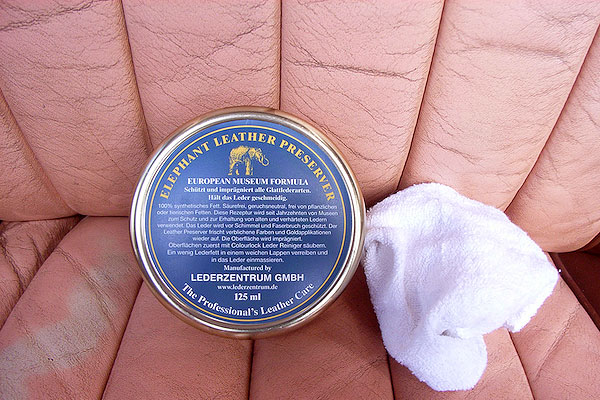 ELEPHANT LEATHER PRESERVER
EUROPEAN MUSEUM FORMULA
Schützt und imprägniert alle Glattlederarten.
Hält das Leder geschmeidig.
100% synthetisches Fett. Säurefrei, geruchsneutral, frei von pflanzlichen
oder tierischen Fetten. Diese Rezeptur wird seit Jahrzehnten von Museen
zum Schutz und zur Erhaltung von alten und verhärteten Ledern
verwendet. Das Leder wird vor Schimmel und Faserbruch geschützt. Der
Leather Preserver frischt verblichene Farben und Goldapplikationen
wieder auf. Die Oberfläche wird imprägniert.
Oberflächen zuerst mit Colourlock Leder Reiniger säubern.
Ein wenig Lederfett in einem weichen Lappen verreiben und
in das Leder einmassieren.
Manufactured by
LEDERZENTRUM GMBH
www.lederzentrum.de
125 ml
The Professional's Leather Care